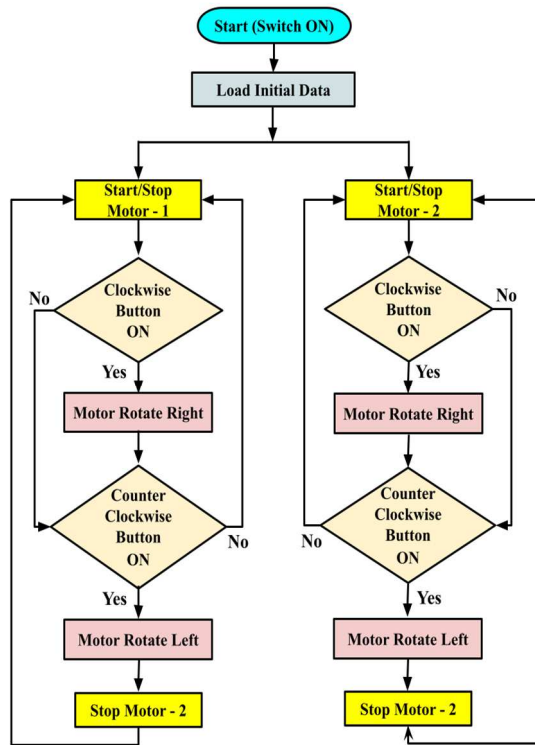 Start (Switch ON)
Load Initial Data
Start/Stop
Motor - 1
Clockwise
Button
ON
No
Yes
Motor Rotate Right
Counter
Clockwise
Button
ON
No
Yes
Motor Rotate Left
Stop Motor - 2
Start/Stop
Motor - 2
Clockwise
Button
ON
No
Yes
Motor Rotate Right
Counter
Clockwise
Button
ON
No
Yes
Motor Rotate Left
Stop Motor - 2